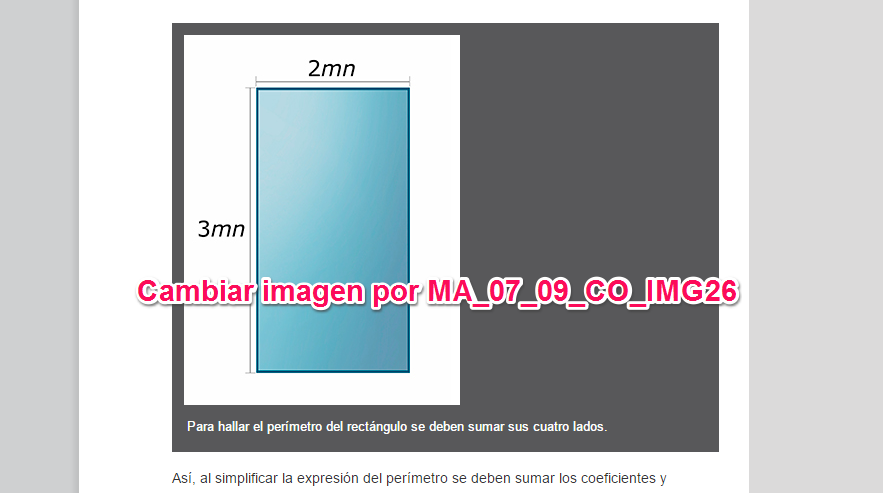 2mn
3mn
Cambiar imagen por MA_07_09_CO_IMG26
Para hallar el perímetro del rectángulo se deben sumar sus cuatro lados.
Así, al simplificar la expresión del perímetro se deben sumar los coeficientes y